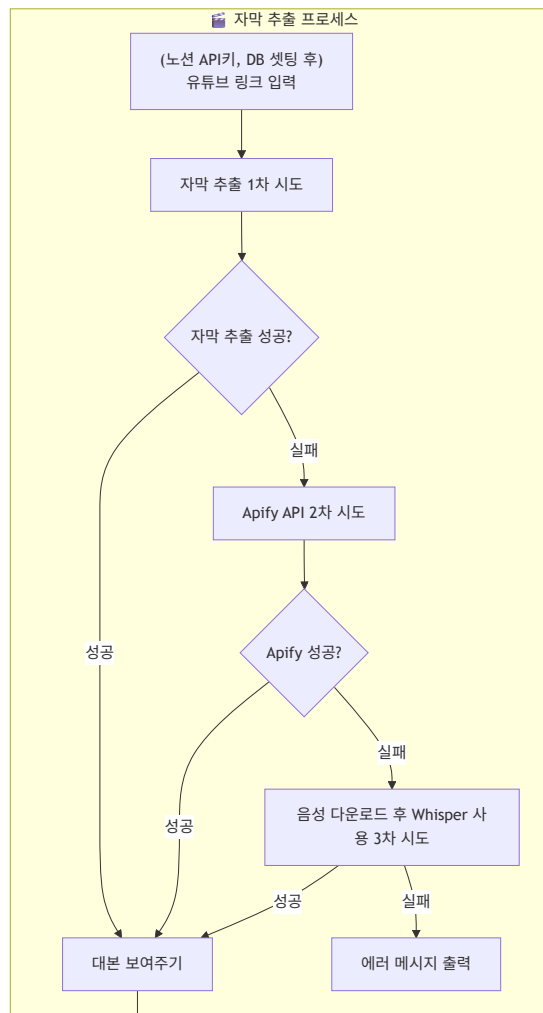 🎬 자막 추출 프로세스
(노션 API키, DB 셋팅 후)
유튜브 링크 입력
자막 추출 1차 시도
자막 추출 성공?
실패
Apify API 2차 시도
성공
Apify 성공?
실패
성공
음성 다운로드 후 Whisper 사
용 3차 시도
성공
실패
대본 보여주기
에러 메시지 출력